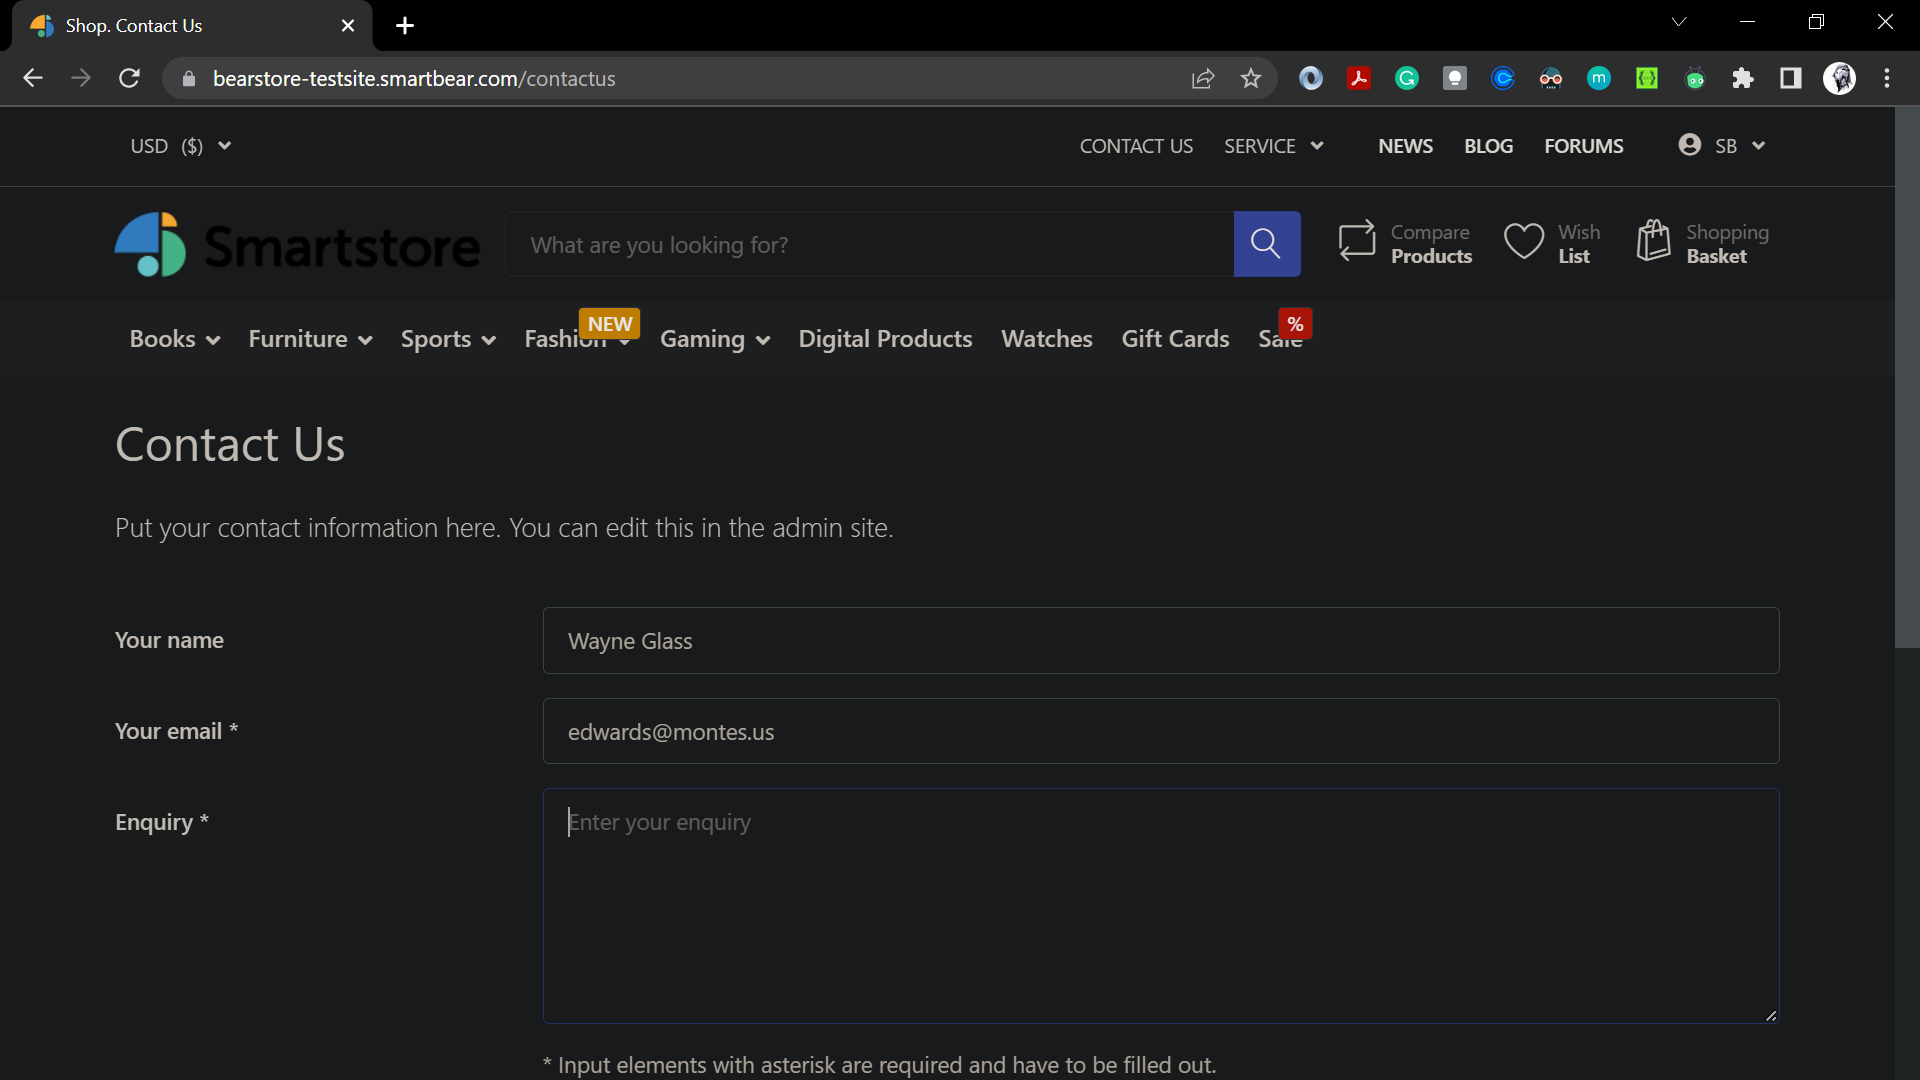 Shop. Contact Us
bearstore-testsite.smartbear.com/contactus
USD ($)
CONTACT US SERVICE NEWS BLOG FORUMS SB
Smartstore
What are you looking for?
Compare Products
Wish List
Shopping Basket
Books Furniture Sports Fashion NEW Gaming Digital Products Watches Gift Cards Sale %
Contact Us
Put your contact information here. You can edit this in the admin site.
Your name
Wayne Glass
Your email *
edwards@montes.us
Enquiry *
Enter your enquiry
* Input elements with asterisk are required and have to be filled out.